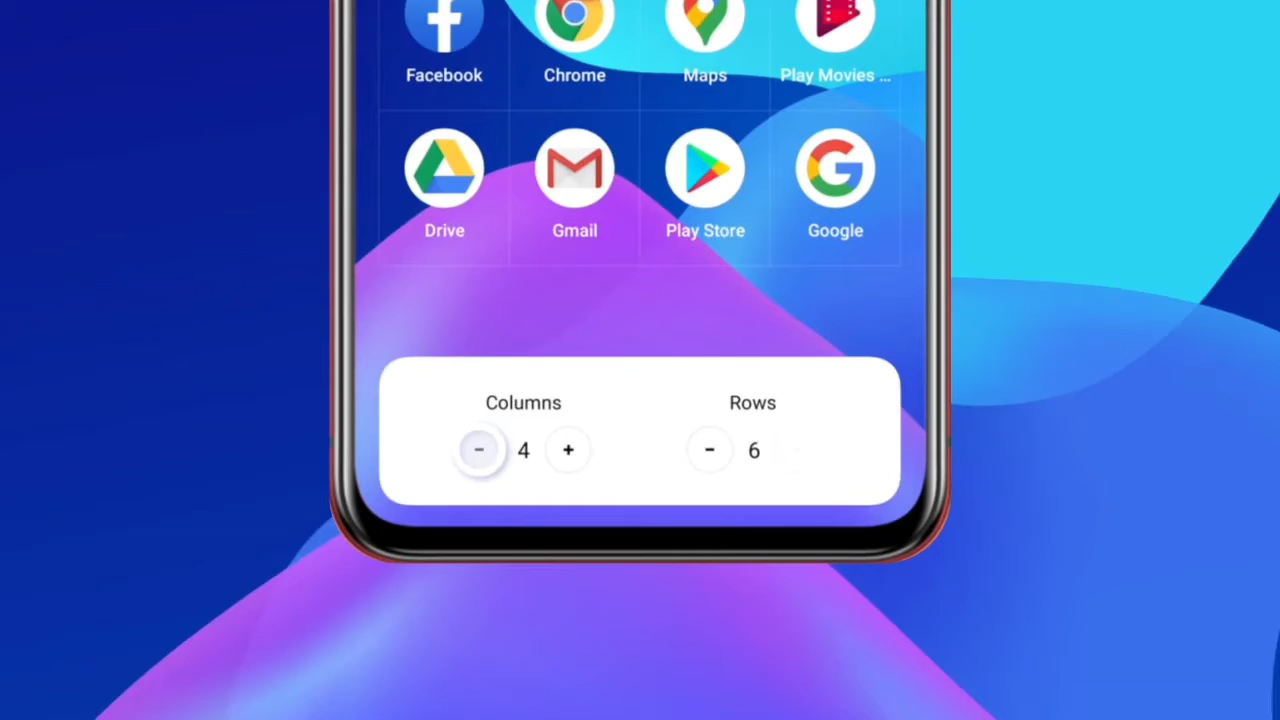 Facebook Chrome Maps Play Movies ...
Drive Gmail Play Store Google
Columns Rows
- 4 + - 6